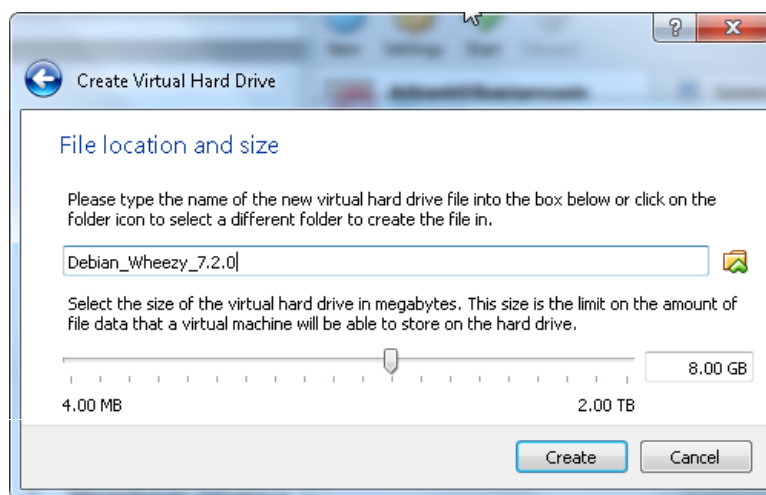 Create Virtual Hard Drive
File location and size
Please type the name of the new virtual hard drive file into the box below or click on the
folder icon to select a different folder to create the file in.
Debian_Wheezy_7.2.0
Select the size of the virtual hard drive in megabytes. This size is the limit on the amount of
file data that a virtual machine will be able to store on the hard drive.
8.00 GB
4.00 MB 2.00 TB
Create Cancel